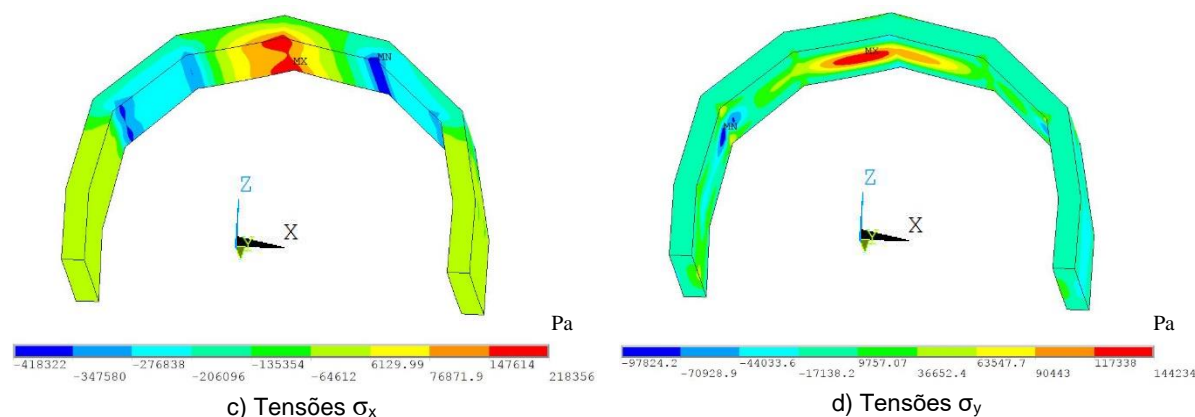 MX
MN
Z
X
Y
Pa
-418322 -276838 -135354 6129.99 147614
-347580 -206096 -64612 76871.9 218356
c) Tensões σx
MX
MN
Z
X
Y
Pa
-97824.2 -44033.6 9757.07 63547.7 117338
-70928.9 -17138.2 36652.4 90443 144234
d) Tensões σy